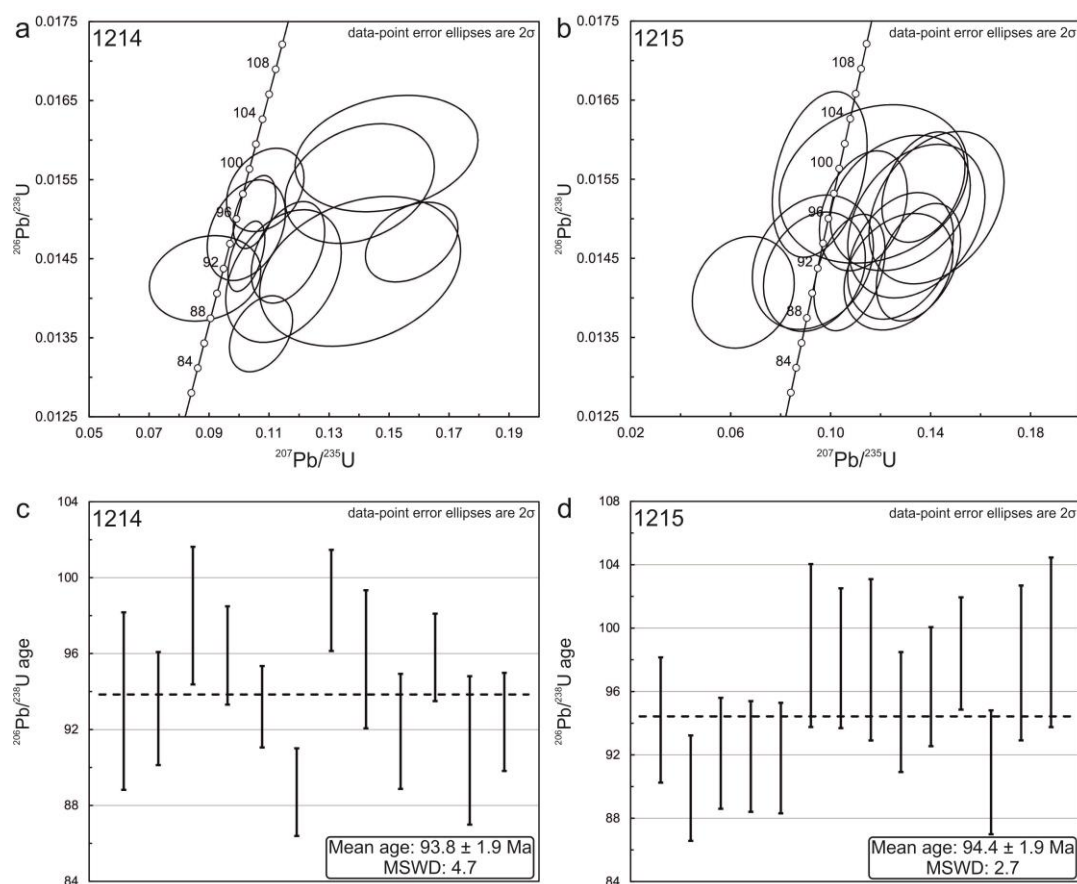 a
1214
data-point error ellipses are 2σ
0.0175
0.0165
0.0155
0.0145
0.0135
0.0125
²⁰⁶Pb/²³⁸U
108
104
100
96
92
88
84
0.05 0.07 0.09 0.11 0.13 0.15 0.17 0.19
²⁰⁷Pb/²³⁵U
b
1215
data-point error ellipses are 2σ
0.0175
0.0165
0.0155
0.0145
0.0135
0.0125
²⁰⁶Pb/²³⁸U
108
104
100
96
92
88
84
0.02 0.06 0.10 0.14 0.18
²⁰⁷Pb/²³⁵U
c
1214
data-point error ellipses are 2σ
104
100
96
92
88
84
²⁰⁶Pb/²³⁸U age
Mean age: 93.8 ± 1.9 Ma
MSWD: 4.7
d
1215
data-point error ellipses are 2σ
108
104
100
96
92
88
84
²⁰⁶Pb/²³⁸U age
Mean age: 94.4 ± 1.9 Ma
MSWD: 2.7